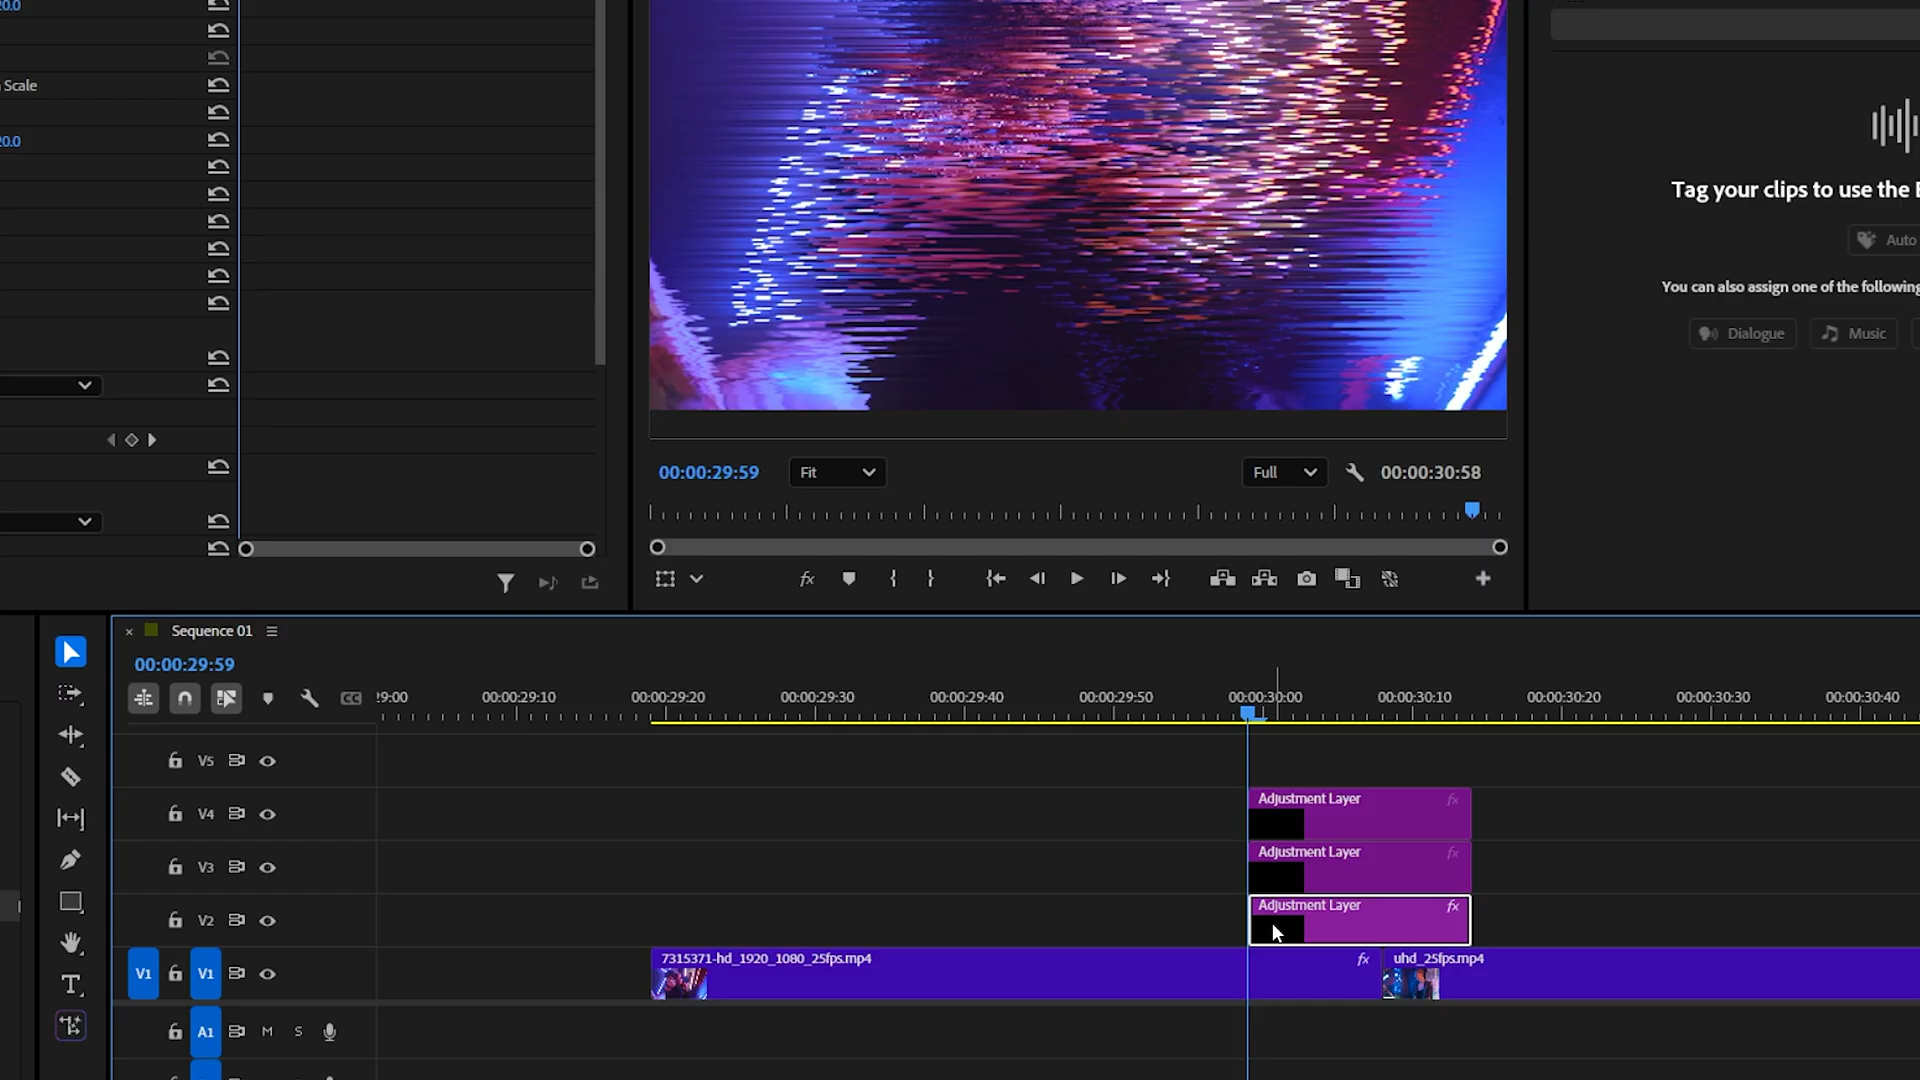 20.0
Scale
20.0
Tag your clips to use the E
Auto
You can also assign one of the following
Dialogue
Music
00:00:29:59
Fit
Full
00:00:30:58
fx
Sequence 01
00:00:29:59
CC
:29:00
00:00:29:10
00:00:29:20
00:00:29:30
00:00:29:40
00:00:29:50
00:00:30:00
00:00:30:10
00:00:30:20
00:00:30:30
00:00:30:40
V5
V4
Adjustment Layer fx
V3
Adjustment Layer fx
V2
Adjustment Layer fx
V1
V1
7315371-hd_1920_1080_25fps.mp4 fx
uhd_25fps.mp4
A1
M
S